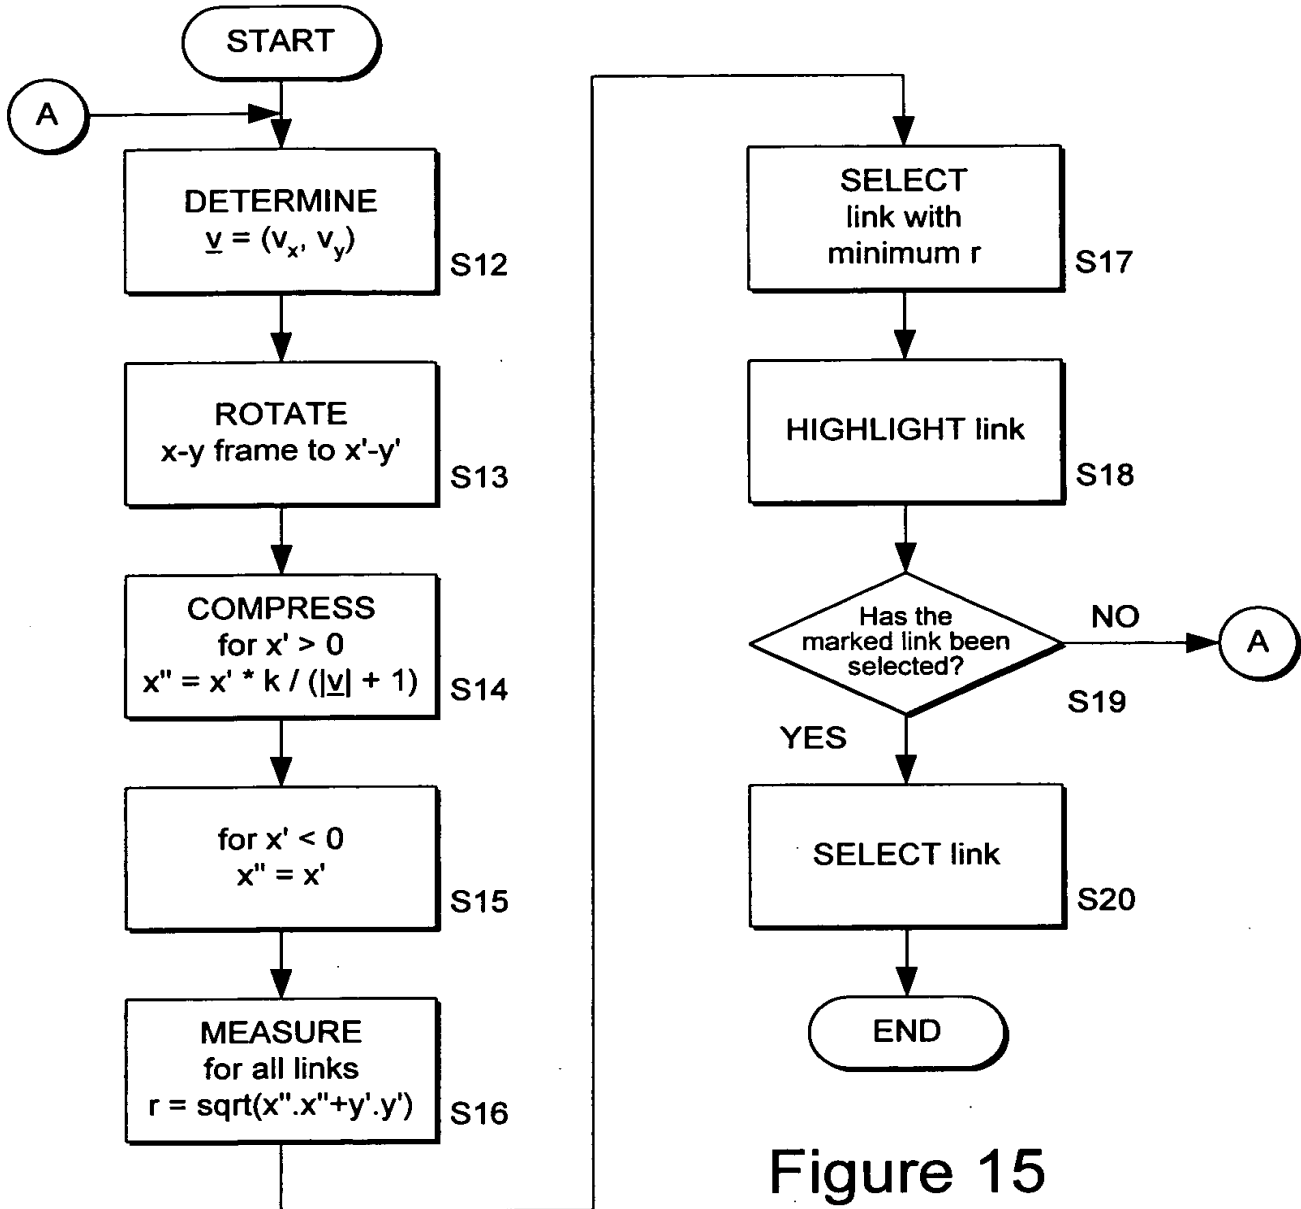 START
A
DETERMINE
v = (vx, vy)
S12
ROTATE
x-y frame to x'-y'
S13
COMPRESS
for x' > 0
x" = x' * k / (|v| + 1)
S14
for x' < 0
x" = x'
S15
MEASURE
for all links
r = sqrt(x".x"+y'.y')
S16
SELECT
link with
minimum r
S17
HIGHLIGHT link
S18
Has the
marked link been
selected?
NO
A
S19
YES
SELECT link
S20
END
Figure 15